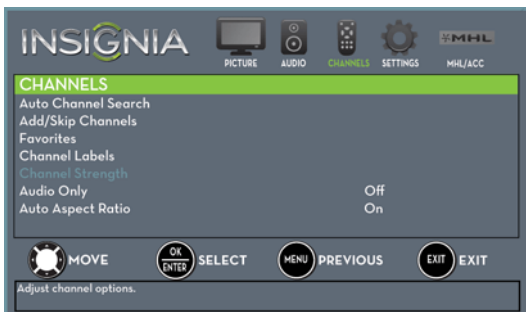 INSIGNIA
PICTURE AUDIO CHANNELS SETTINGS MHL/ACC
MHL
CHANNELS
Auto Channel Search
Add/Skip Channels
Favorites
Channel Labels
Channel Strength
Audio Only Off
Auto Aspect Ratio On
MOVE OK ENTER SELECT MENU PREVIOUS EXIT EXIT
Adjust channel options.